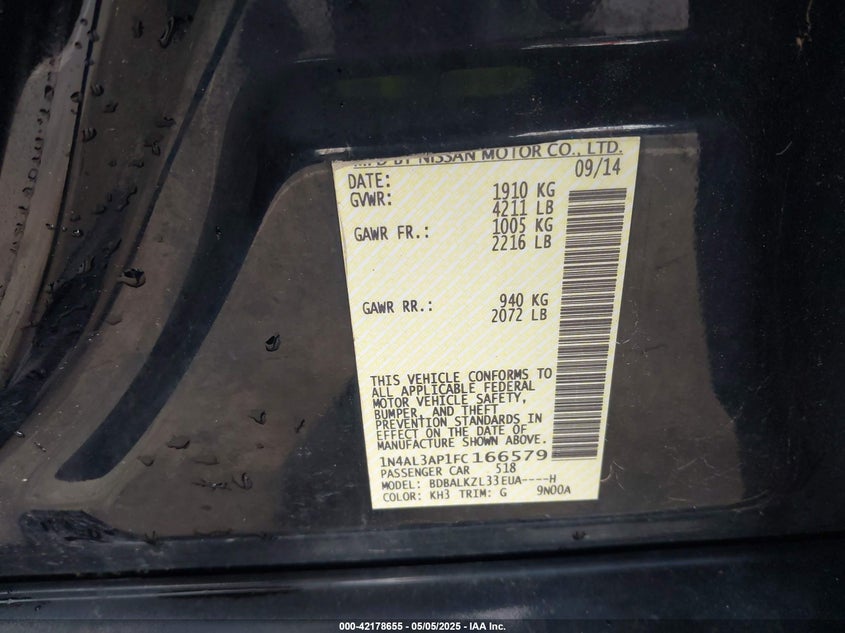 MFD BY NISSAN MOTOR CO., LTD.
DATE: 09/14
GVWR: 1910 KG
4211 LB
GAWR FR.: 1005 KG
2216 LB
GAWR RR.: 940 KG
2072 LB
THIS VEHICLE CONFORMS TO
ALL APPLICABLE FEDERAL
MOTOR VEHICLE SAFETY,
BUMPER, AND THEFT
PREVENTION STANDARDS IN
EFFECT ON THE DATE OF
MANUFACTURE SHOWN ABOVE.
1N4AL3AP1FC166579
PASSENGER CAR 518
MODEL: BDBALKZL33EUA----H
COLOR: KH3 TRIM: G 9N00A
000-42178655 - 05/05/2025 - IAA Inc.